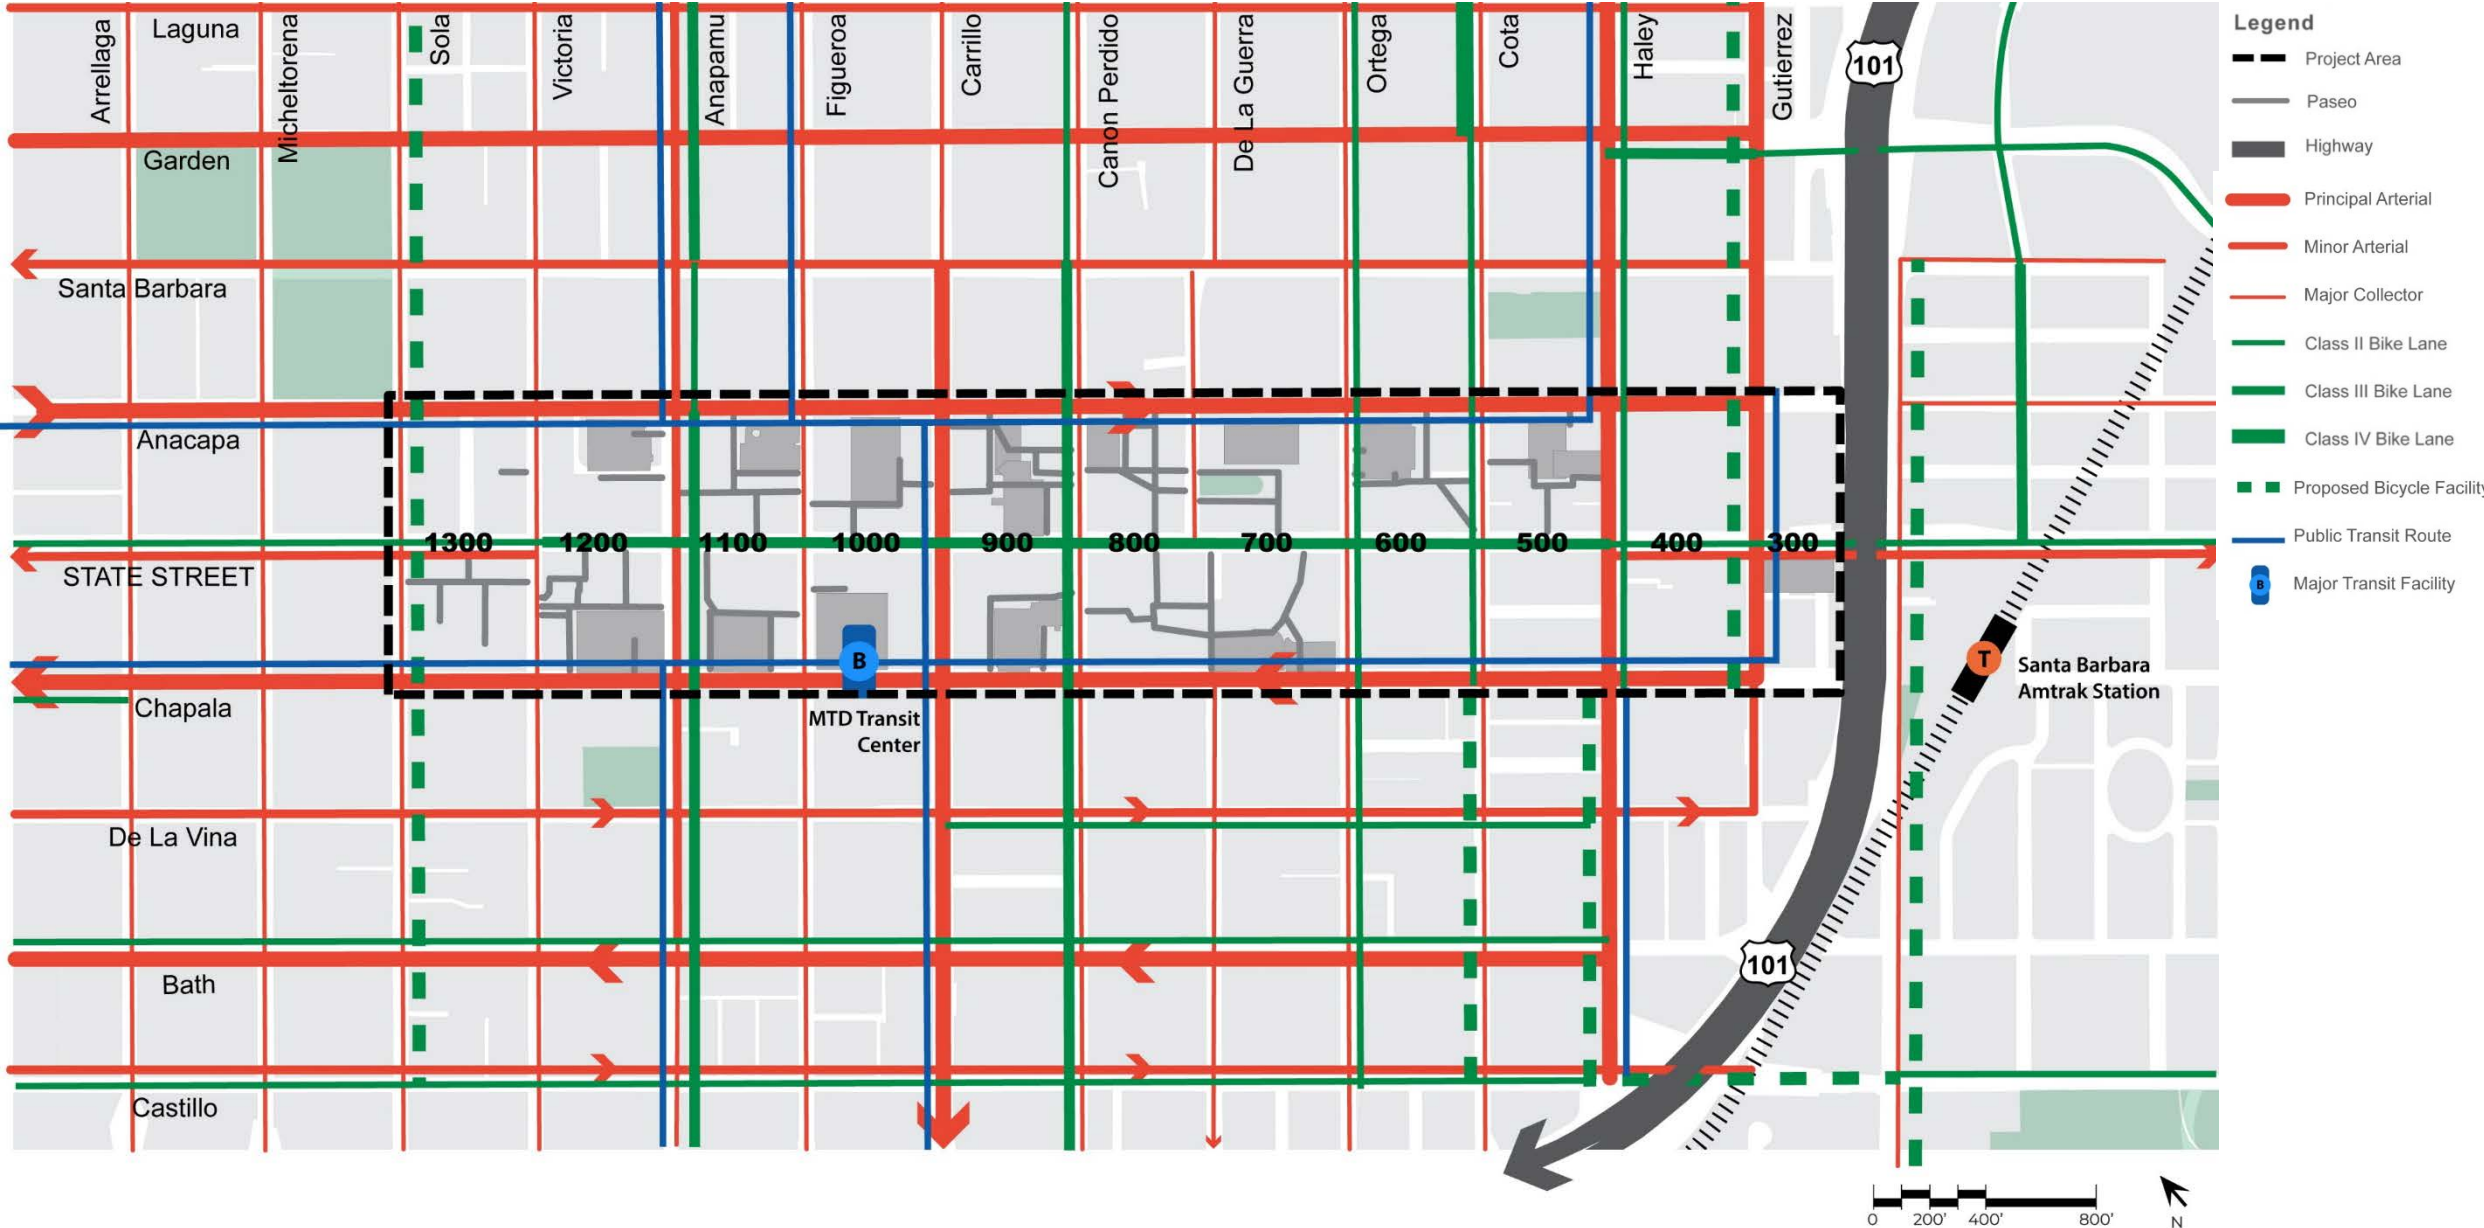 Laguna
Arrellaga
Micheltorena
Sola
Victoria
Anapamu
Figueroa
Carrillo
Canon Perdido
De La Guerra
Ortega
Cota
Haley
Gutierrez
101
Garden
Santa Barbara
Anacapa
1300
1200
1100
1000
900
800
700
600
500
400
300
STATE STREET
B
Chapala
MTD Transit
Center
T
Santa Barbara
Amtrak Station
De La Vina
Bath
101
Castillo
Legend
Project Area
Paseo
Highway
Principal Arterial
Minor Arterial
Major Collector
Class II Bike Lane
Class III Bike Lane
Class IV Bike Lane
Proposed Bicycle Facility
Public Transit Route
B
Major Transit Facility
0 200' 400' 800'
N